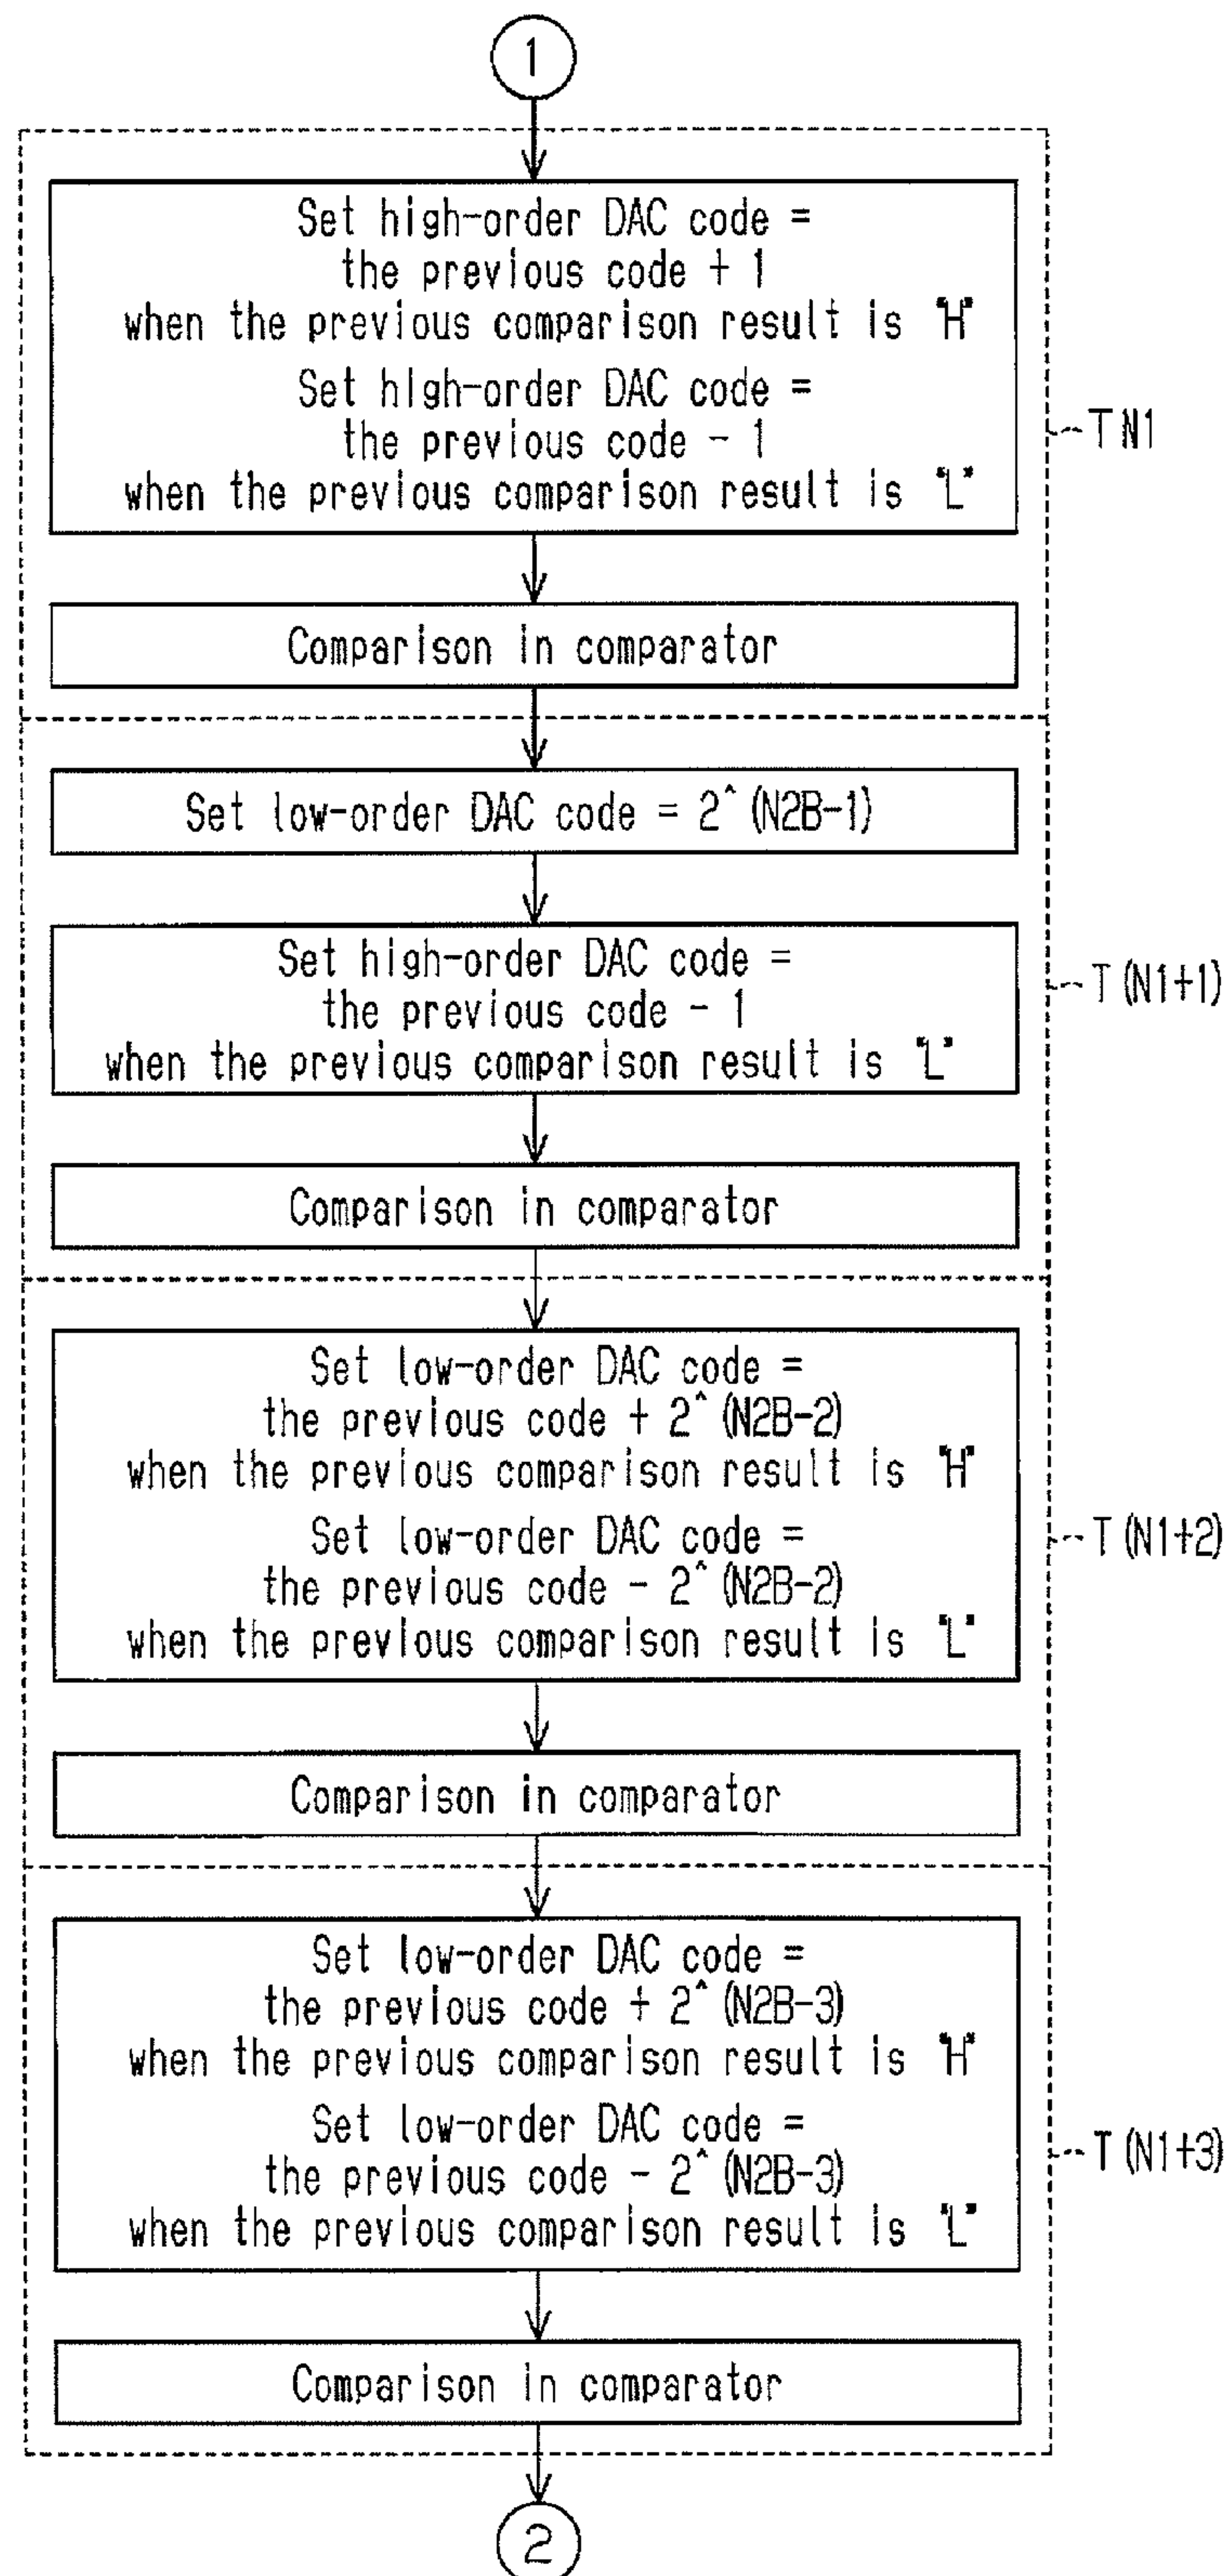 1
Set high-order DAC code =
the previous code + 1
when the previous comparison result is "H"
Set high-order DAC code =
the previous code - 1
when the previous comparison result is "L"
TN1
Comparison in comparator
Set low-order DAC code = 2^(N2B-1)
Set high-order DAC code =
the previous code - 1
when the previous comparison result is "L"
T(N1+1)
Comparison in comparator
Set low-order DAC code =
the previous code + 2^(N2B-2)
when the previous comparison result is "H"
Set low-order DAC code =
the previous code - 2^(N2B-2)
when the previous comparison result is "L"
T(N1+2)
Comparison in comparator
Set low-order DAC code =
the previous code + 2^(N2B-3)
when the previous comparison result is "H"
Set low-order DAC code =
the previous code - 2^(N2B-3)
when the previous comparison result is "L"
T(N1+3)
Comparison in comparator
2